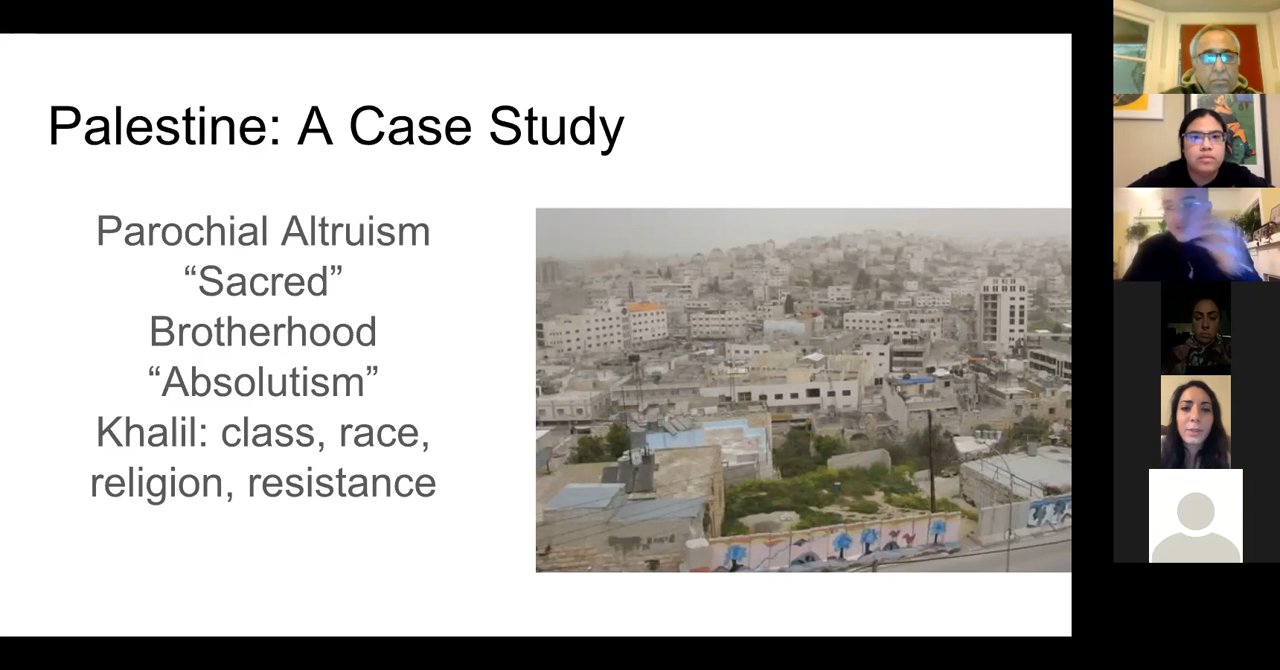 Palestine: A Case Study
Parochial Altruism
“Sacred”
Brotherhood
“Absolutism”
Khalil: class, race,
religion, resistance